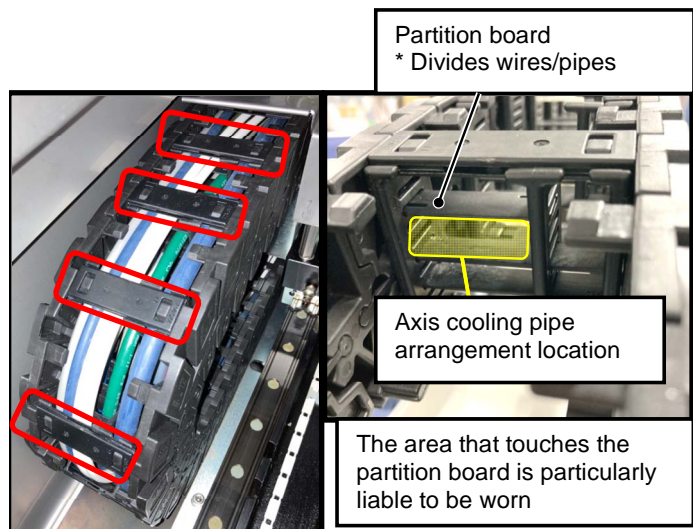 Partition board
* Divides wires/pipes
Axis cooling pipe
arrangement location
The area that touches the
partition board is particularly
liable to be worn